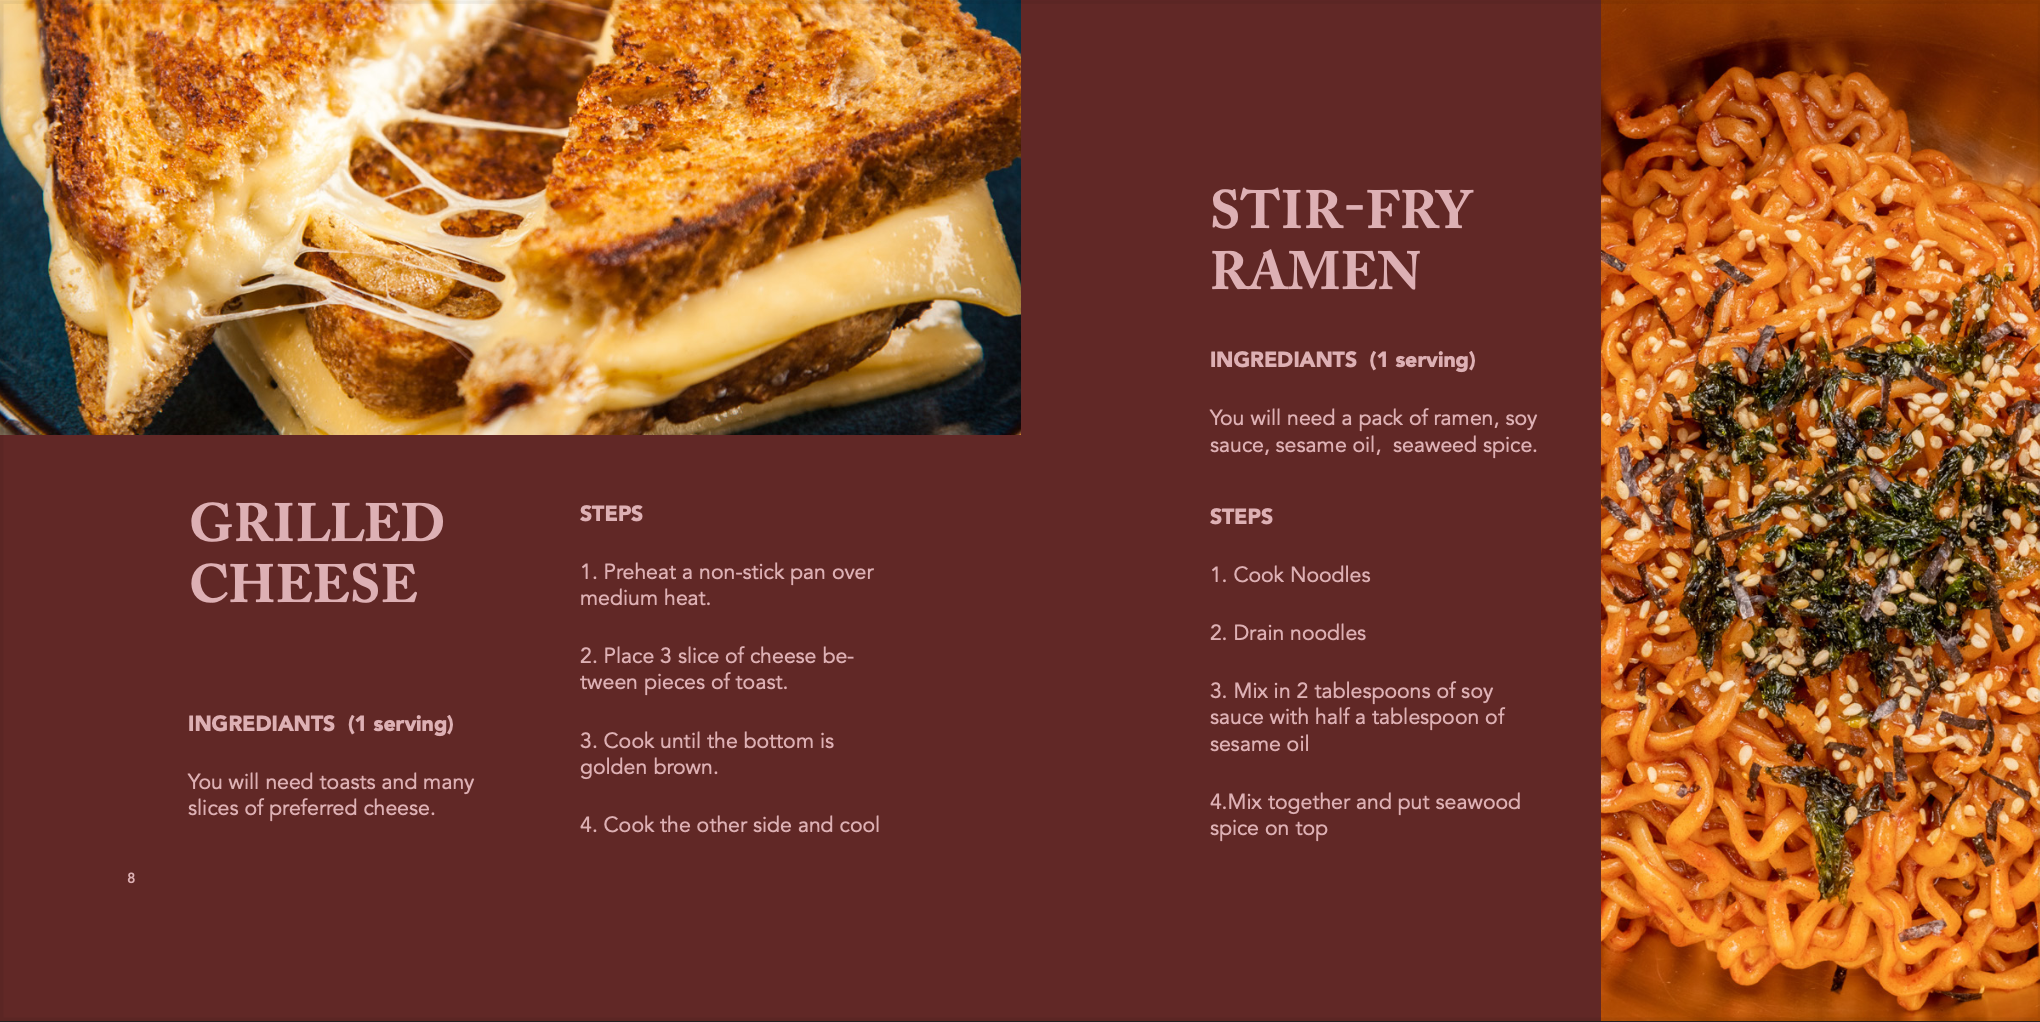 GRILLED
CHEESE
INGREDIANTS  (1 serving)
You will need toasts and many
slices of preferred cheese.
STEPS
1. Preheat a non-stick pan over
medium heat.
2. Place 3 slice of cheese be-
tween pieces of toast.
3. Cook until the bottom is
golden brown.
4. Cook the other side and cool
8
STIR-FRY
RAMEN
INGREDIANTS  (1 serving)
You will need a pack of ramen, soy
sauce, sesame oil,  seaweed spice.
STEPS
1. Cook Noodles
2. Drain noodles
3. Mix in 2 tablespoons of soy
sauce with half a tablespoon of
sesame oil
4.Mix together and put seawood
spice on top